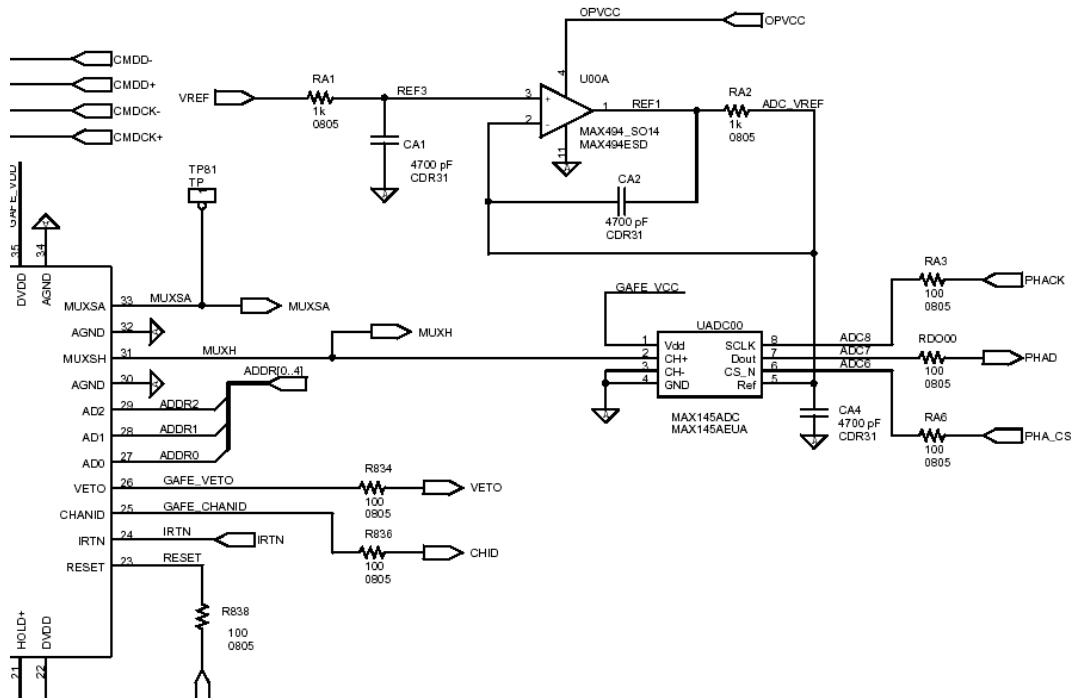 OPVCC
OPVCC
CMDD-
CMDD+
CMDCK-
CMDCK+
VREF
RA1
1k
0805
REF3
CA1
4700 pF
CDR31
4
U00A
3
+
2
-
1
11
MAX494_SO14
MAX494ESD
REF1
RA2
1k
0805
ADC_VREF
CA2
4700 pF
CDR31
TP81
TP
GAFE_VDD
35
34
DVDD
AGND
MUXSA
33
MUXSA
MUXSA
AGND
32
MUXSH
31
MUXH
MUXH
AGND
30
ADDR[0..4]
AD2
29
ADDR2
AD1
28
ADDR1
AD0
27
ADDR0
VETO
26
GAFE_VETO
R834
100
0805
VETO
CHANID
25
GAFE_CHANID
R836
100
0805
CHID
IRTN
24
IRTN
IRTN
RESET
23
RESET
R838
100
0805
HOLD+
DVDD
21
22
GAFE_VCC
UADC00
1
Vdd
SCLK
8
ADC8
2
CH+
Dout
7
ADC7
3
CH-
CS_N
6
ADC6
4
GND
Ref
5
MAX145ADC
MAX145AEUA
CA4
4700 pF
CDR31
RA3
100
0805
PHACK
RDO00
100
0805
PHAD
RA6
100
0805
PHA_CS